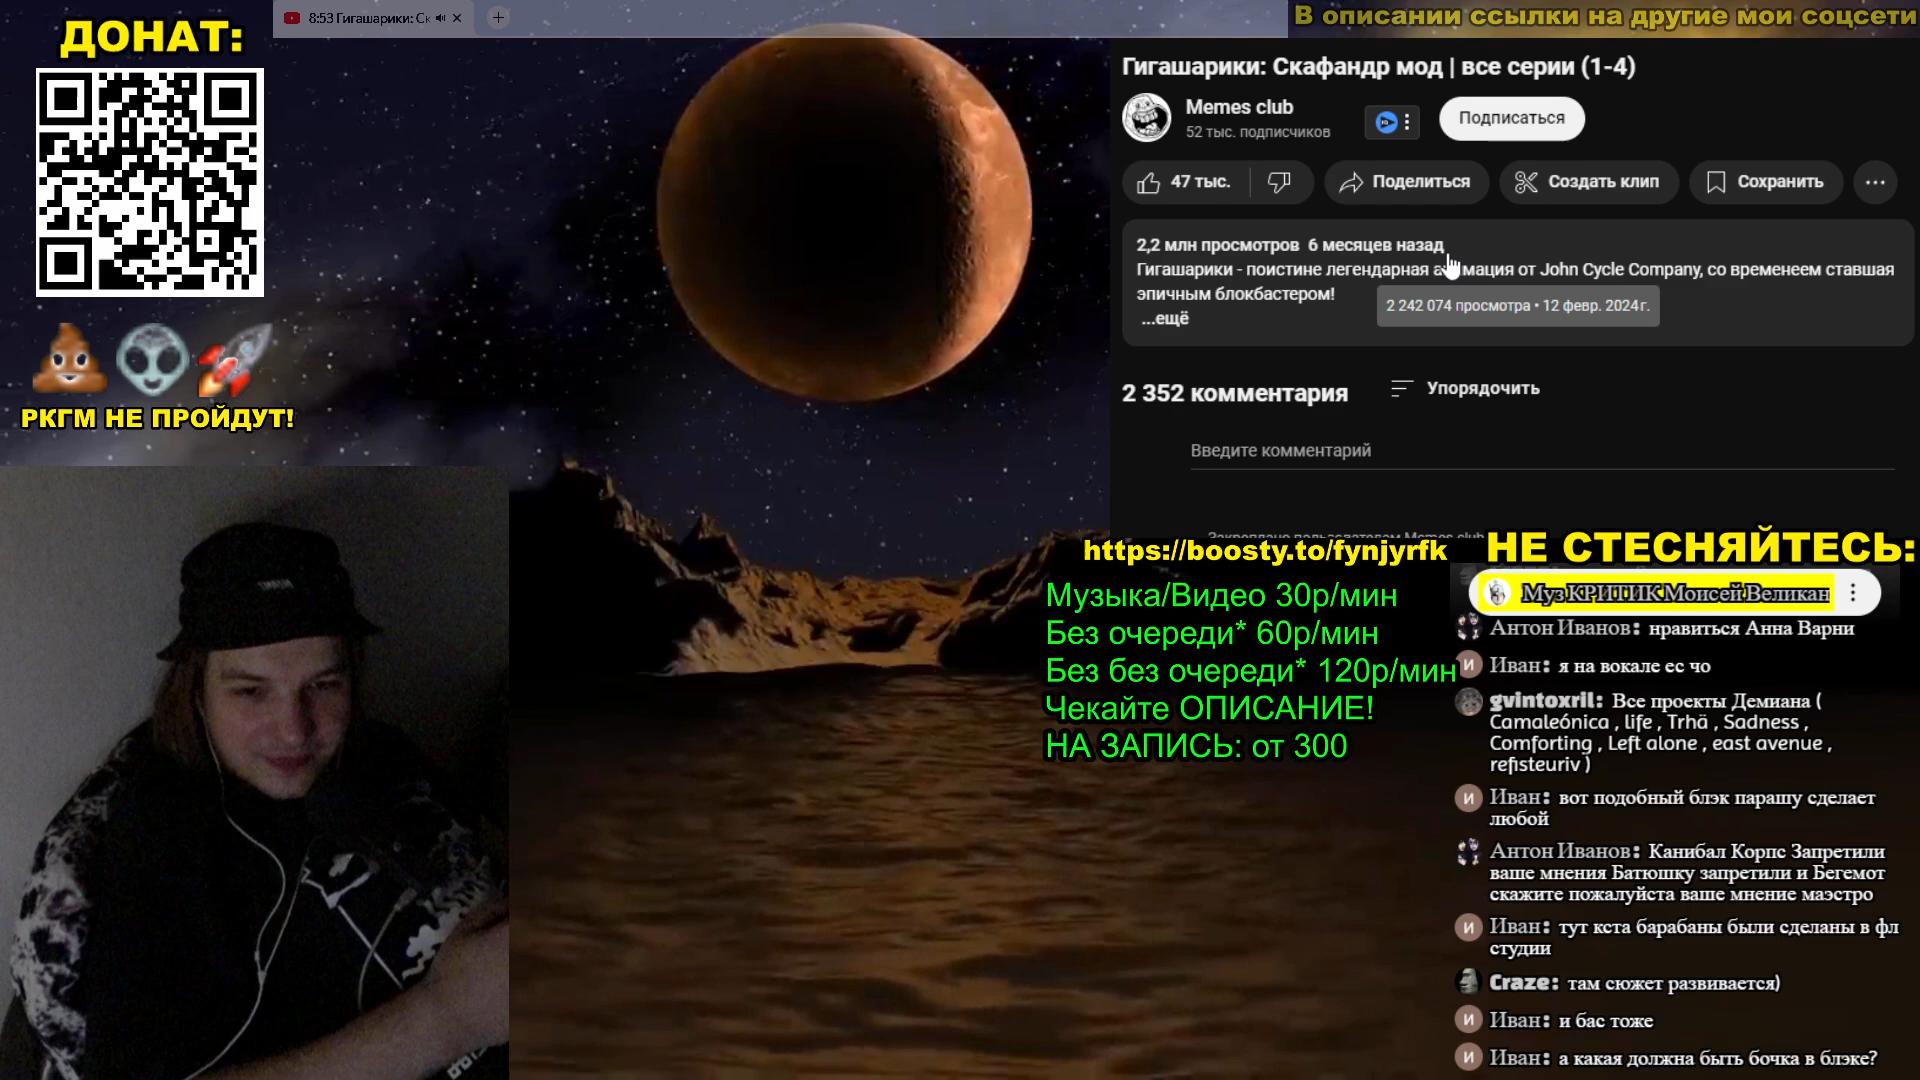 ДОНАТ:
РКГМ НЕ ПРОЙДУТ!
8:53 Гигашарики: Ск
В описании ссылки на другие мои соцсети
Гигашарики: Скафандр мод | все серии (1-4)
Memes club
52 тыс. подписчиков
Подписаться
47 тыс.
Поделиться
Создать клип
Сохранить
2,2 млн просмотров 6 месяцев назад
Гигашарики - поистине легендарная анимация от John Cycle Company, со временеем ставшая
эпичным блокбастером!
...ещё
2 242 074 просмотра • 12 февр. 2024 г.
2 352 комментария
Упорядочить
Введите комментарий
Закреплено пользователем Memes club
https://boosty.to/fynjyrfk
Музыка/Видео 30р/мин
Без очереди* 60р/мин
Без без очереди* 120р/мин
Чекайте ОПИСАНИЕ!
НА ЗАПИСЬ: от 300
НЕ СТЕСНЯЙТЕСЬ:
Муз КРИТИК Моисей Великан
Антон Иванов: нравиться Анна Варни
Иван: я на вокале ес чо
gvintoxril: Все проекты Демиана (
Camaleónica , life , Trhä , Sadness ,
Comforting , Left alone , east avenue ,
refisteuriv )
Иван: вот подобный блэк парашу сделает
любой
Антон Иванов: Канибал Корпс Запретили
ваше мнения Батюшку запретили и Бегемот
скажите пожалуйста ваше мнение маэстро
Иван: тут кста барабаны были сделаны в фл
студии
Craze: там сюжет развивается)
Иван: и бас тоже
Иван: а какая должна быть бочка в блэке?